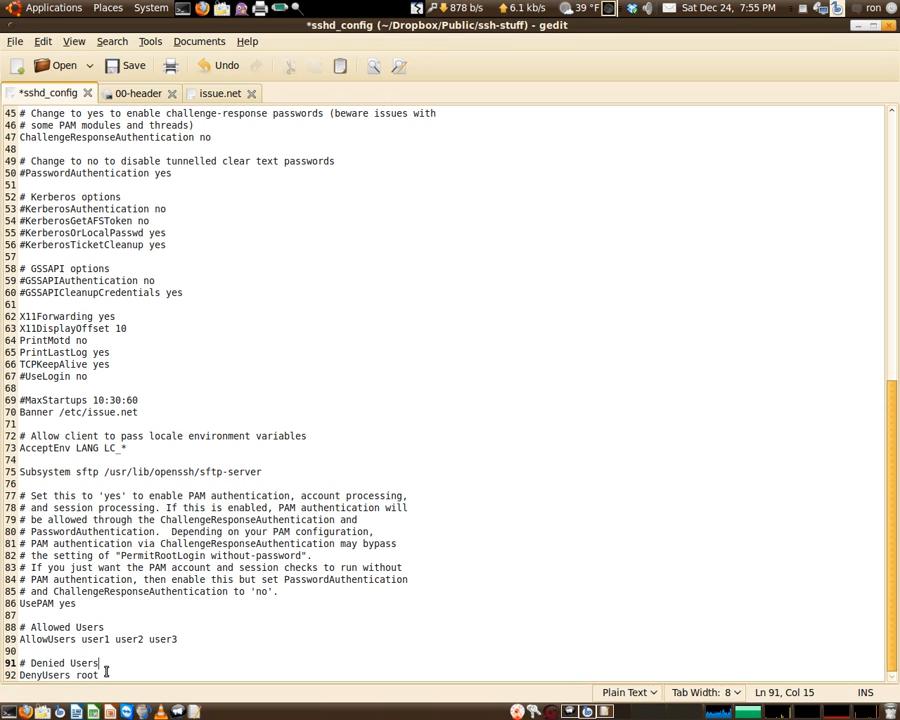 Applications Places System 878 b/s 6.1 kb/s 39 °F Sat Dec 24, 7:55 PM ron
*sshd_config (~/Dropbox/Public/ssh-stuff) - gedit
File Edit View Search Tools Documents Help
Open Save Undo
*sshd_config 00-header issue.net
45 # Change to yes to enable challenge-response passwords (beware issues with
46 # some PAM modules and threads)
47 ChallengeResponseAuthentication no
48
49 # Change to no to disable tunnelled clear text passwords
50 #PasswordAuthentication yes
51
52 # Kerberos options
53 #KerberosAuthentication no
54 #KerberosGetAFSToken no
55 #KerberosOrLocalPasswd yes
56 #KerberosTicketCleanup yes
57
58 # GSSAPI options
59 #GSSAPIAuthentication no
60 #GSSAPICleanupCredentials yes
61
62 X11Forwarding yes
63 X11DisplayOffset 10
64 PrintMotd no
65 PrintLastLog yes
66 TCPKeepAlive yes
67 #UseLogin no
68
69 #MaxStartups 10:30:60
70 Banner /etc/issue.net
71
72 # Allow client to pass locale environment variables
73 AcceptEnv LANG LC_*
74
75 Subsystem sftp /usr/lib/openssh/sftp-server
76
77 # Set this to 'yes' to enable PAM authentication, account processing,
78 # and session processing. If this is enabled, PAM authentication will
79 # be allowed through the ChallengeResponseAuthentication and
80 # PasswordAuthentication.  Depending on your PAM configuration,
81 # PAM authentication via ChallengeResponseAuthentication may bypass
82 # the setting of "PermitRootLogin without-password".
83 # If you just want the PAM account and session checks to run without
84 # PAM authentication, then enable this but set PasswordAuthentication
85 # and ChallengeResponseAuthentication to 'no'.
86 UsePAM yes
87
88 # Allowed Users
89 AllowUsers user1 user2 user3
90
91 # Denied Users
92 DenyUsers root
Plain Text Tab Width: 8 Ln 91, Col 15 INS